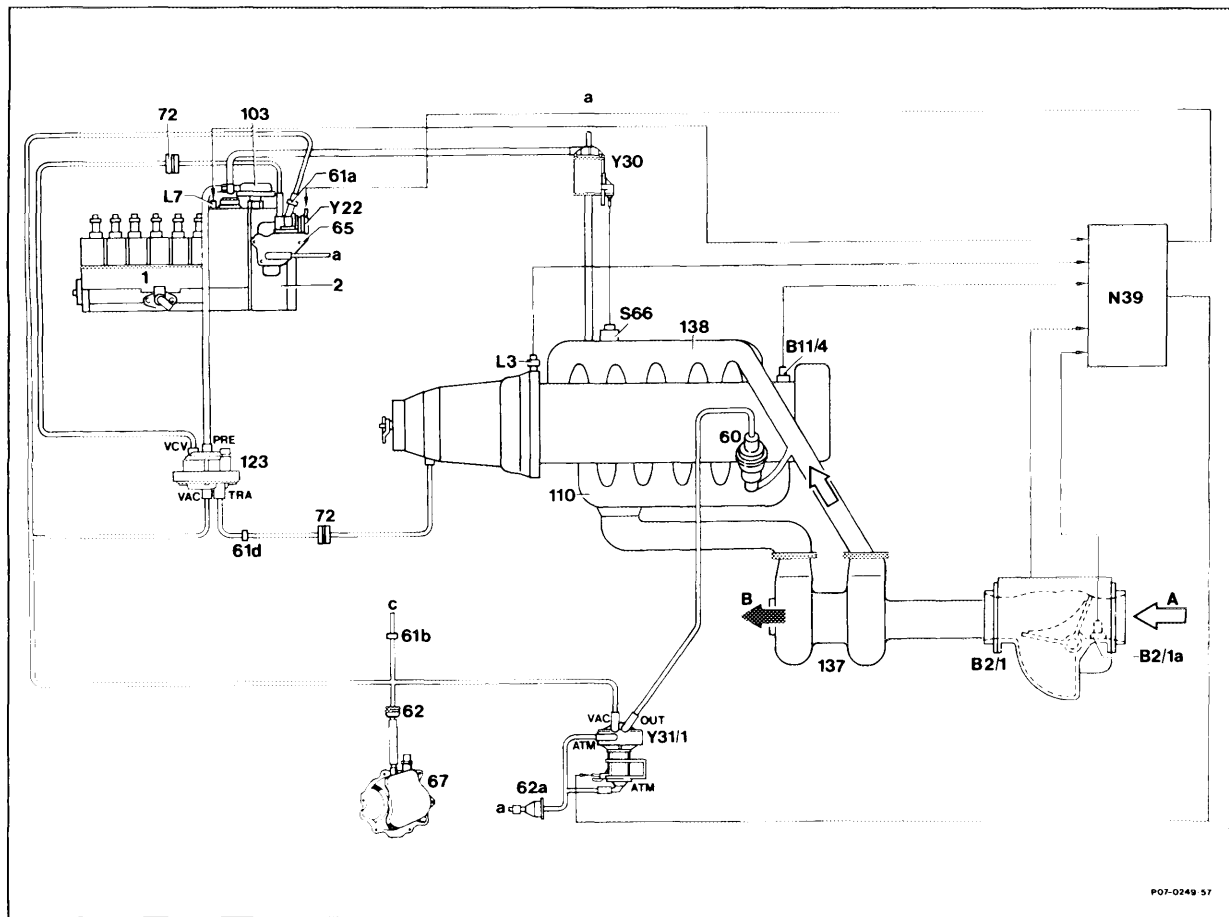 a
72
103
Y30
61a
L7
Y22
65
a
1
2
N39
S66
138
B11/4
L3
PRE
VCV
60
123
VAC
TRA
110
72
61d
C
B
A
61b
B2/1
B2/1a
137
62
VAC
OUT
Y31/1
ATM
67
62a
ATM
a
P07-0249-57